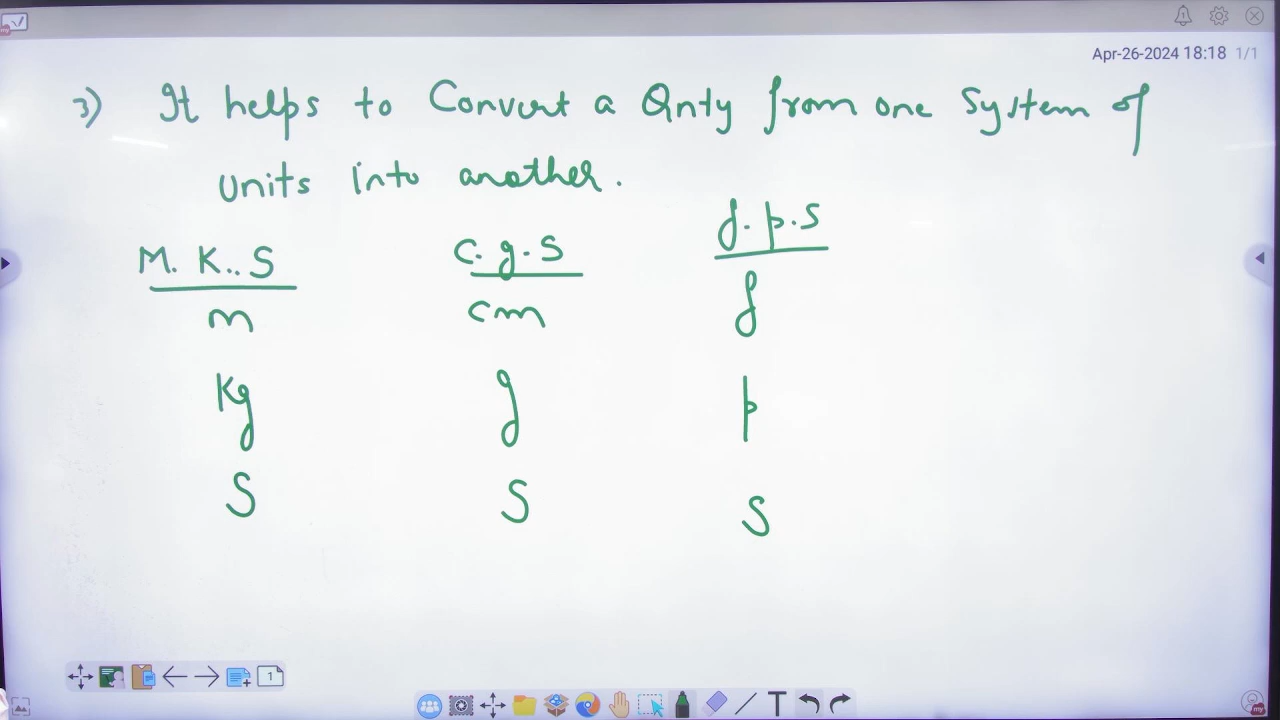 Apr-26-2024 18:18 1/1
3) It helps to Convert a Qnty from one System of
units into another.
M. K.. S c. g. s f. p. s
m cm f
Kg g p
S S S
1
T